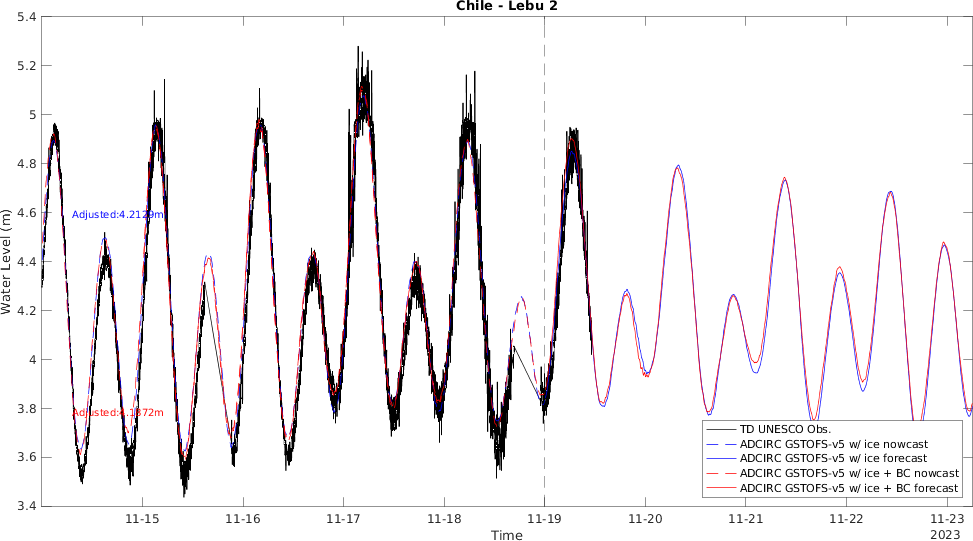 Chile - Lebu 2
5.4
5.2
5
4.8
4.6
4.4
4.2
4
3.8
3.6
3.4
Water Level (m)
Adjusted:4.2129m
Adjusted:4.1872m
TD UNESCO Obs.
ADCIRC GSTOFS-v5 w/ ice nowcast
ADCIRC GSTOFS-v5 w/ ice forecast
ADCIRC GSTOFS-v5 w/ ice + BC nowcast
ADCIRC GSTOFS-v5 w/ ice + BC forecast
11-15 11-16 11-17 11-18 11-19 11-20 11-21 11-22 11-23
Time
2023